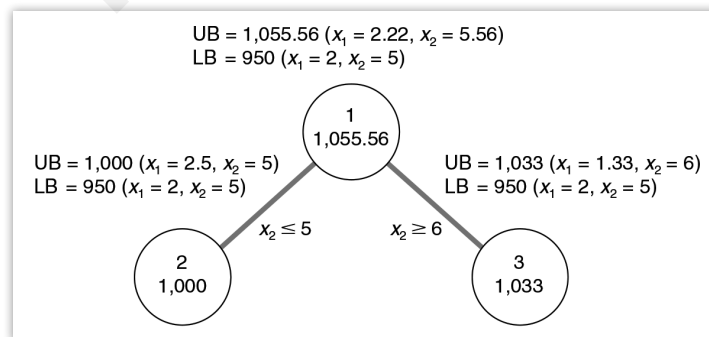 UB = 1,055.56 (x₁ = 2.22, x₂ = 5.56)
LB = 950 (x₁ = 2, x₂ = 5)
1
1,055.56
UB = 1,000 (x₁ = 2.5, x₂ = 5)
LB = 950 (x₁ = 2, x₂ = 5)
UB = 1,033 (x₁ = 1.33, x₂ = 6)
LB = 950 (x₁ = 2, x₂ = 5)
x₂ ≤ 5
x₂ ≥ 6
2
1,000
3
1,033